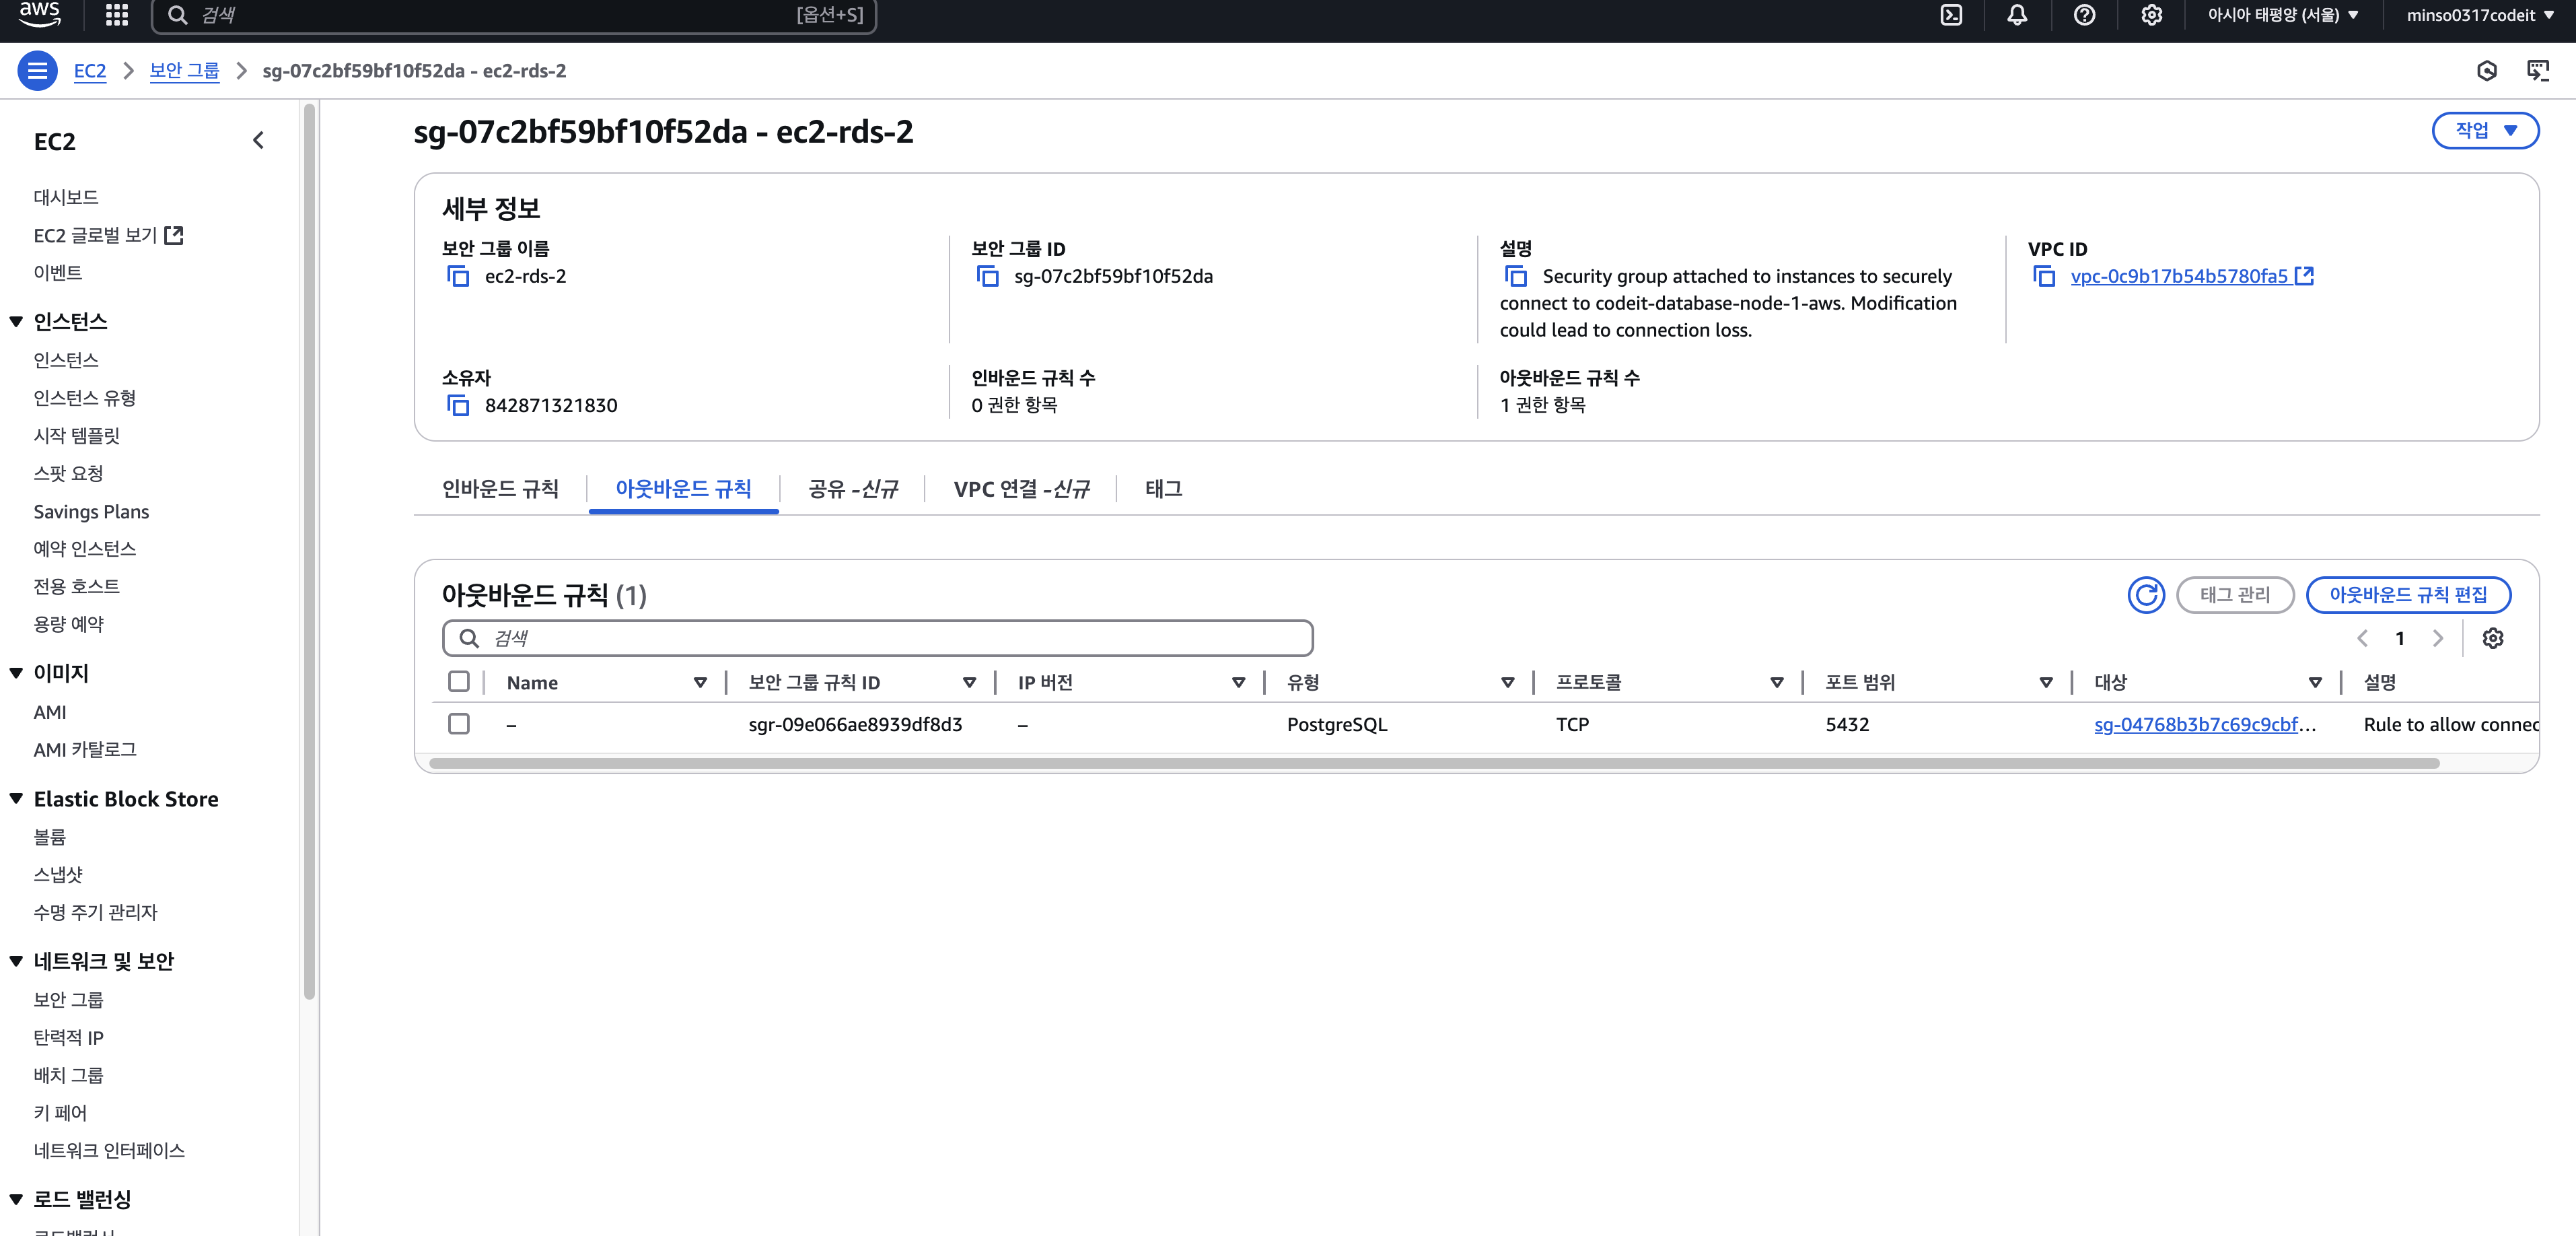 aws
검색
[옵션+S]
아시아 태평양 (서울)
minso0317codeit
EC2 > 보안 그룹 > sg-07c2bf59bf10f52da - ec2-rds-2
EC2
대시보드
EC2 글로벌 보기
이벤트
인스턴스
인스턴스
인스턴스 유형
시작 템플릿
스팟 요청
Savings Plans
예약 인스턴스
전용 호스트
용량 예약
이미지
AMI
AMI 카탈로그
Elastic Block Store
볼륨
스냅샷
수명 주기 관리자
네트워크 및 보안
보안 그룹
탄력적 IP
배치 그룹
키 페어
네트워크 인터페이스
로드 밸런싱
sg-07c2bf59bf10f52da - ec2-rds-2
작업
세부 정보
보안 그룹 이름
ec2-rds-2
보안 그룹 ID
sg-07c2bf59bf10f52da
설명
Security group attached to instances to securely
connect to codeit-database-node-1-aws. Modification
could lead to connection loss.
VPC ID
vpc-0c9b17b54b5780fa5
소유자
842871321830
인바운드 규칙 수
0 권한 항목
아웃바운드 규칙 수
1 권한 항목
인바운드 규칙
아웃바운드 규칙
공유 -신규
VPC 연결 -신규
태그
아웃바운드 규칙 (1)
태그 관리
아웃바운드 규칙 편집
검색
1
Name
보안 그룹 규칙 ID
IP 버전
유형
프로토콜
포트 범위
대상
설명
–
sgr-09e066ae8939df8d3
–
PostgreSQL
TCP
5432
sg-04768b3b7c69c9cbf...
Rule to allow connec